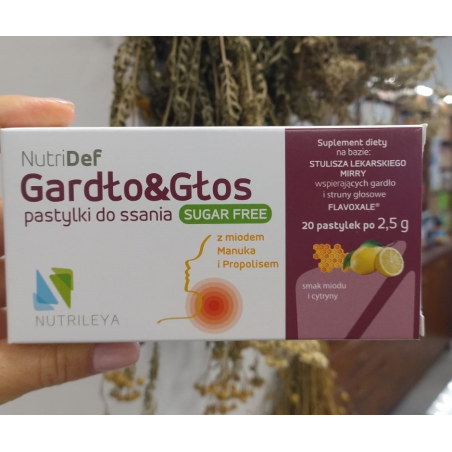 NutriDef
Gardło&Głos
pastylki do ssania SUGAR FREE
z miodem
Manuka
i Propolisem
NUTRILEYA
Suplement diety
na bazie:
STULISZA LEKARSKIEGO
MIRRY
wspierających gardło
i struny głosowe
FLAVOXALE®
20 pastylek po 2,5 g
smak miodu
i cytryny